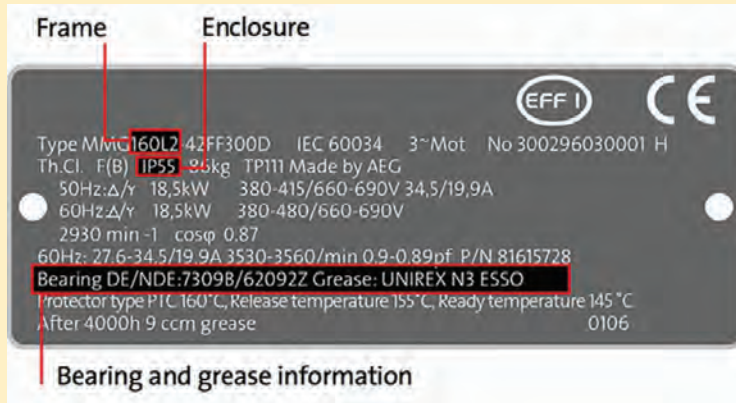 Frame Enclosure
EFF 1 CE
Type MMG160L2-42FF300D IEC 60034 3~Mot No 300296030001 H
Th.Cl. F(B) IP55 86kg TP111 Made by AEG
50Hz:Δ/Y 18,5kW 380-415/660-690V 34,5/19,9A
60Hz:Δ/Y 18,5kW 380-480/660-690V
2930 min-1 cosφ 0.87
60Hz: 27.6-34.5/19.9A 3530-3560/min 0.9-0.89pf P/N 81615728
Bearing DE/NDE:7309B/62092Z Grease: UNIREX N3 ESSO
Protector type PTC 160°C, Release temperature 155°C, Ready temperature 145 °C
After 4000h 9 ccm grease 0106
Bearing and grease information